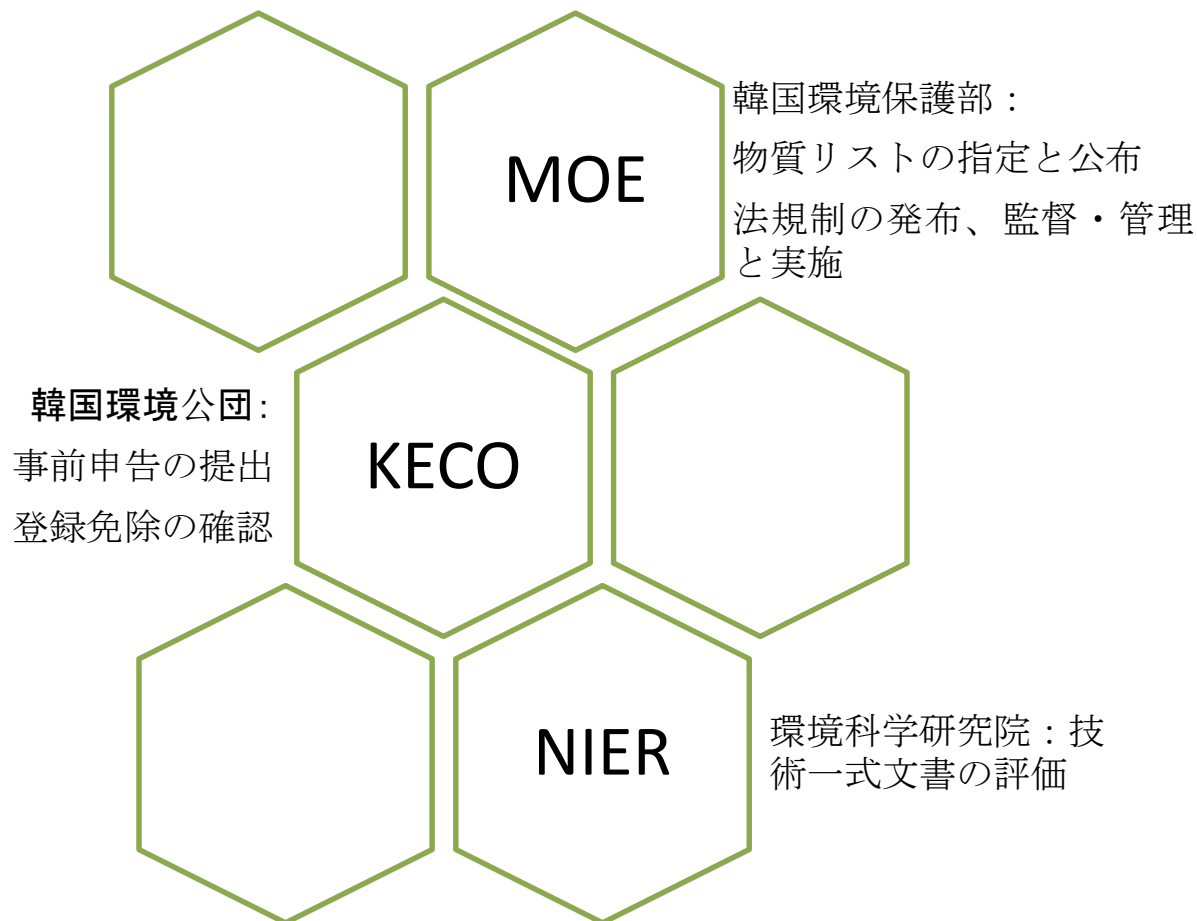 MOE
韓国環境保護部：
物質リストの指定と公布
法規制の発布、監督・管理
と実施
韓国環境公団：
事前申告の提出
登録免除の確認
KECO
NIER
環境科学研究院：技
術一式文書の評価